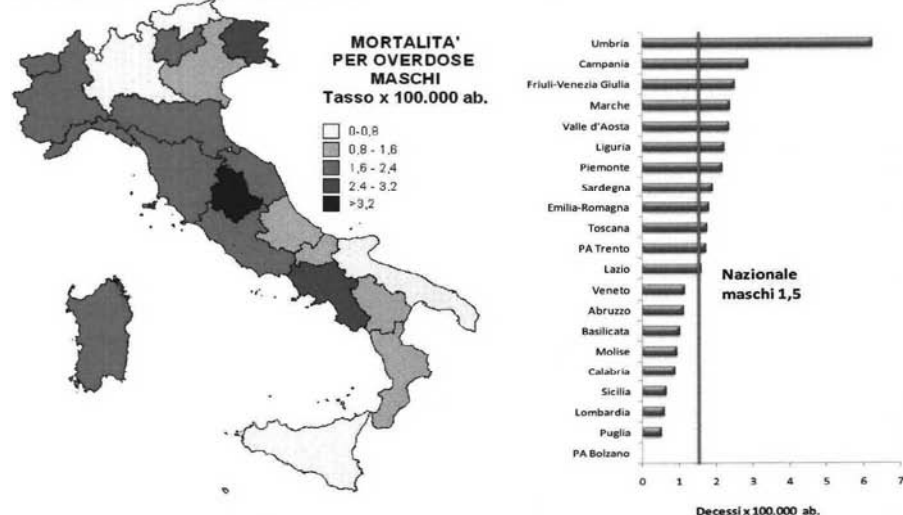 MORTALITA'
PER OVERDOSE
MASCHI
Tasso x 100.000 ab.
0-0,8
0,8 - 1,6
1,6 - 2,4
2,4 - 3,2
>3,2
Umbria
Campania
Friuli-Venezia Giulia
Marche
Valle d'Aosta
Liguria
Piemonte
Sardegna
Emilia-Romagna
Toscana
PA Trento
Lazio
Veneto
Abruzzo
Basilicata
Molise
Calabria
Sicilia
Lombardia
Puglia
PA Bolzano
Nazionale
maschi 1,5
0 1 2 3 4 5 6 7
Decessi x 100.000 ab.